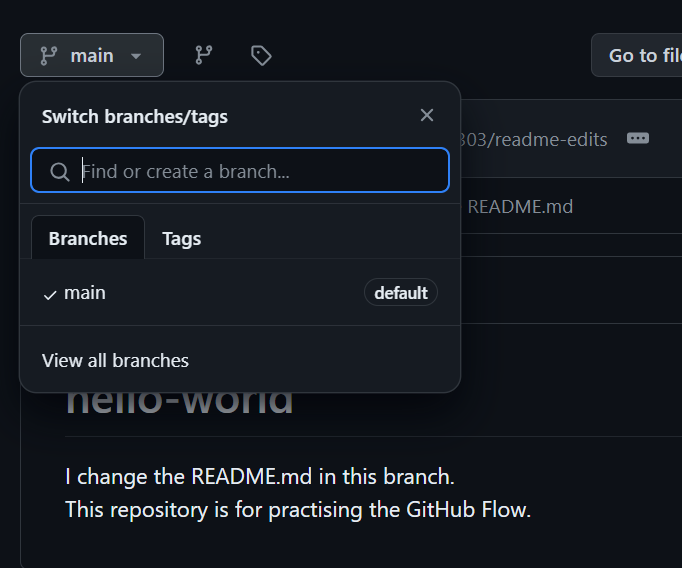 main
Go to file
Switch branches/tags
303/readme-edits
Find or create a branch...
README.md
Branches
Tags
main
default
View all branches
hello-world
I change the README.md in this branch.
This repository is for practising the GitHub Flow.